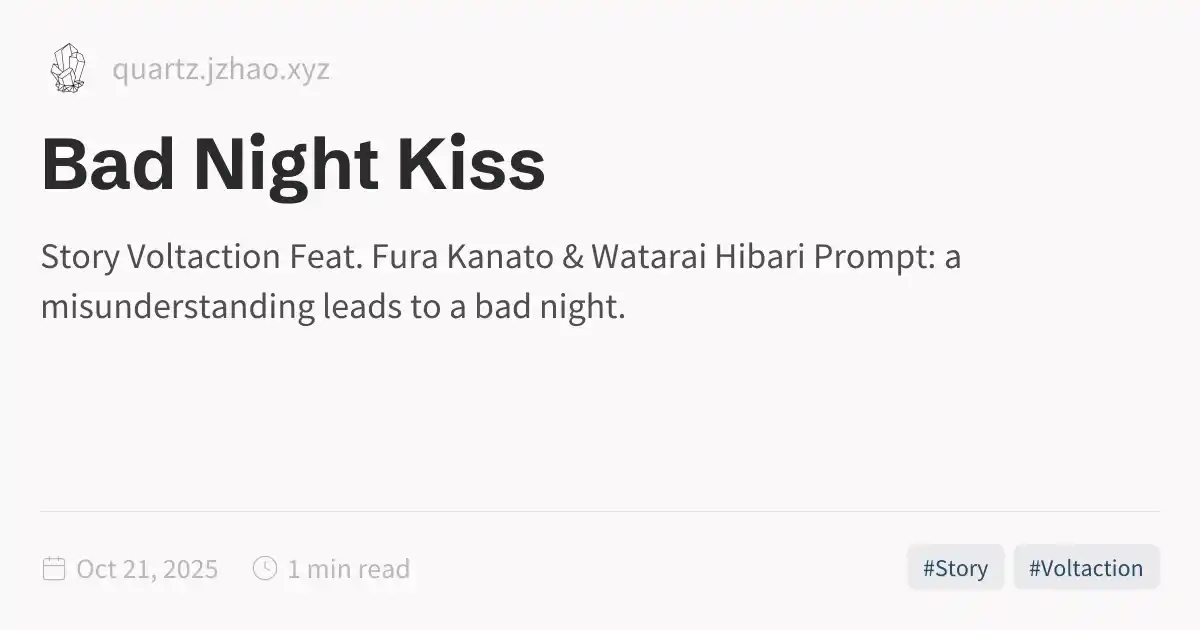 quartz.jzhao.xyz
Bad Night Kiss
Story Voltaction Feat. Fura Kanato & Watarai Hibari Prompt: a
misunderstanding leads to a bad night.
Oct 21, 2025 1 min read #Story #Voltaction